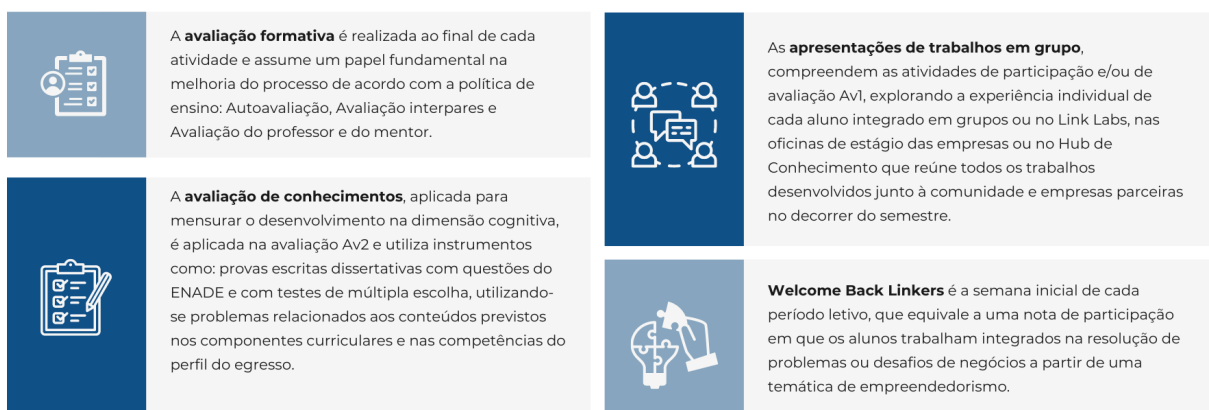 A avaliação formativa é realizada ao final de cada
atividade e assume um papel fundamental na
melhoria do processo de acordo com a política de
ensino: Autoavaliação, Avaliação interpares e
Avaliação do professor e do mentor.
A avaliação de conhecimentos, aplicada para
mensurar o desenvolvimento na dimensão cognitiva,
é aplicada na avaliação Av2 e utiliza instrumentos
como: provas escritas dissertativas com questões do
ENADE e com testes de múltipla escolha, utilizando-
se problemas relacionados aos conteúdos previstos
nos componentes curriculares e nas competências do
perfil do egresso.
As apresentações de trabalhos em grupo,
compreendem as atividades de participação e/ou de
avaliação Av1, explorando a experiência individual de
cada aluno integrado em grupos ou no Link Labs, nas
oficinas de estágio das empresas ou no Hub de
Conhecimento que reúne todos os trabalhos
desenvolvidos junto à comunidade e empresas parceiras
no decorrer do semestre.
Welcome Back Linkers é a semana inicial de cada
período letivo, que equivale a uma nota de participação
em que os alunos trabalham integrados na resolução de
problemas ou desafios de negócios a partir de uma
temática de empreendedorismo.